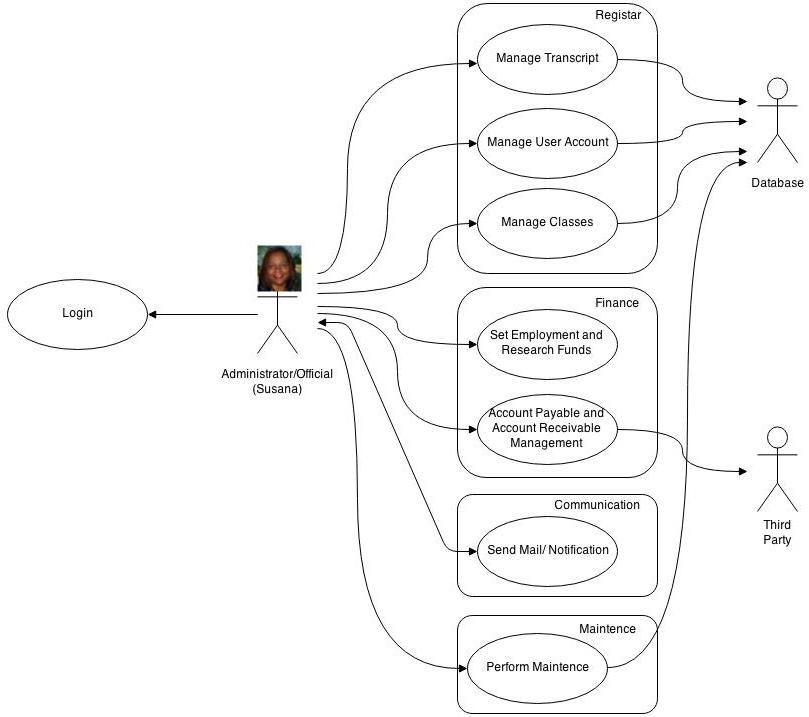 Registar
Manage Transcript
Manage User Account
Manage Classes
Database
Login
Administrator/Official
(Susana)
Finance
Set Employment and
Research Funds
Account Payable and
Account Receivable
Management
Third
Party
Communication
Send Mail/ Notification
Maintence
Perform Maintence